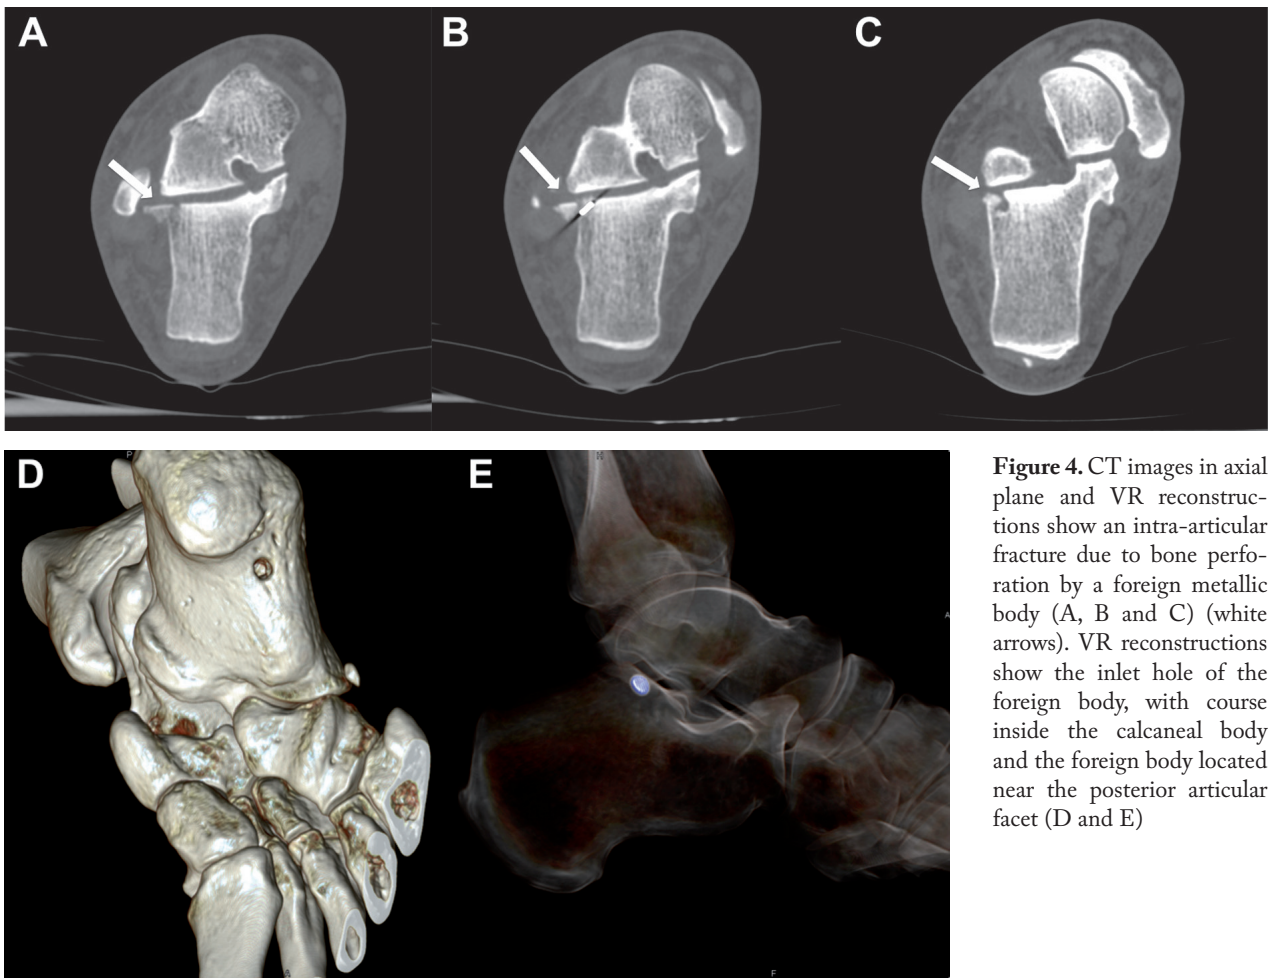 A
B
C
D
P
E
H
A
F
Figure 4. CT images in axial
plane and VR reconstruc-
tions show an intra-articular
fracture due to bone perfo-
ration by a foreign metallic
body (A, B and C) (white
arrows). VR reconstructions
show the inlet hole of the
foreign body, with course
inside the calcaneal body
and the foreign body located
near the posterior articular
facet (D and E)